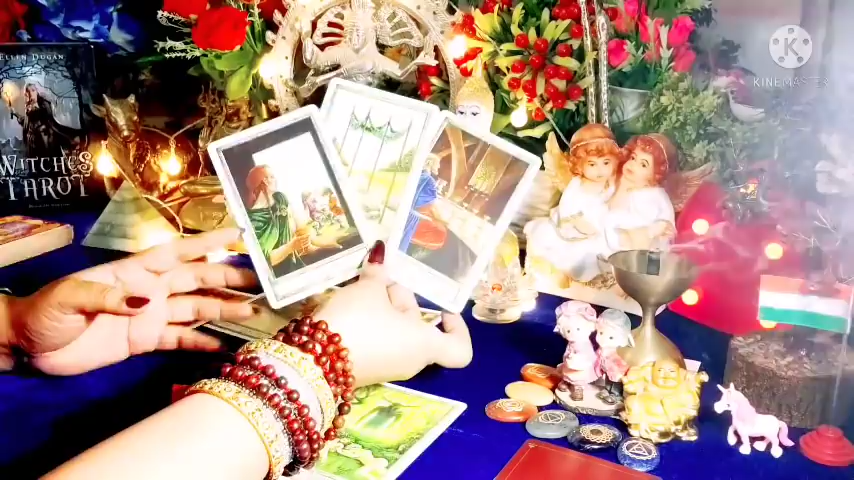 ELLEN DUGAN
WITCHES
TAROT
K
KINEMASTER